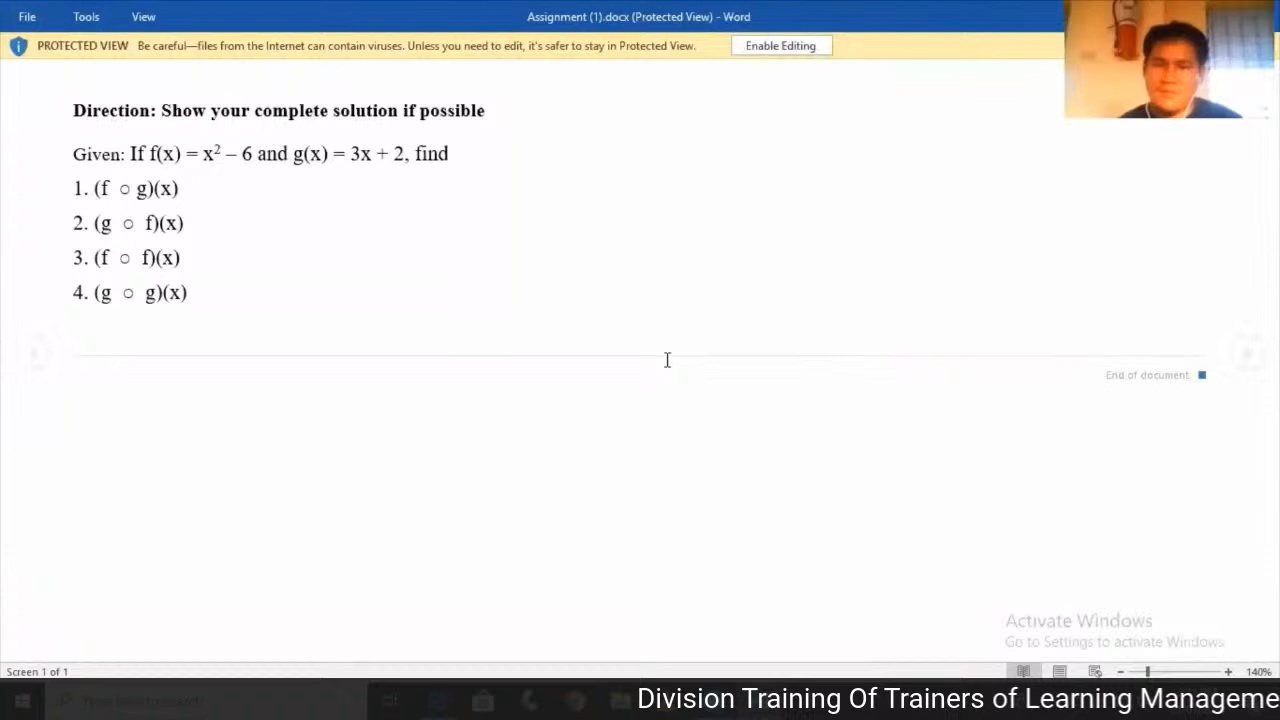 File Tools View Assignment (1).docx (Protected View) - Word
PROTECTED VIEW Be careful—files from the Internet can contain viruses. Unless you need to edit, it's safer to stay in Protected View. Enable Editing
Direction: Show your complete solution if possible
Given: If f(x) = x² – 6 and g(x) = 3x + 2, find
1. (f ○ g)(x)
2. (g ○ f)(x)
3. (f ○ f)(x)
4. (g ○ g)(x)
End of document
Activate Windows
Go to Settings to activate Windows.
Screen 1 of 1 140%
Type here to search
Division Training Of Trainers of Learning Manageme